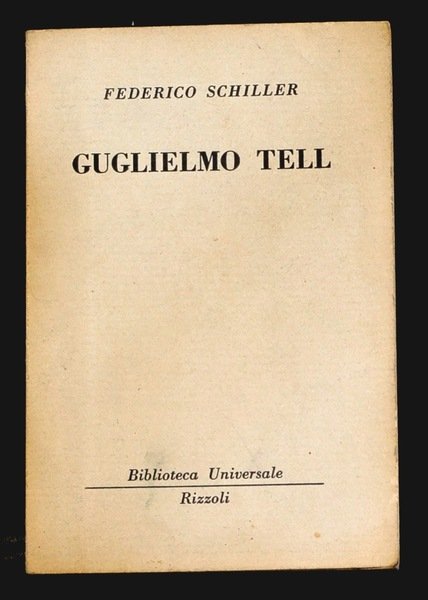 FEDERICO SCHILLER
GUGLIELMO TELL
Biblioteca Universale
Rizzoli